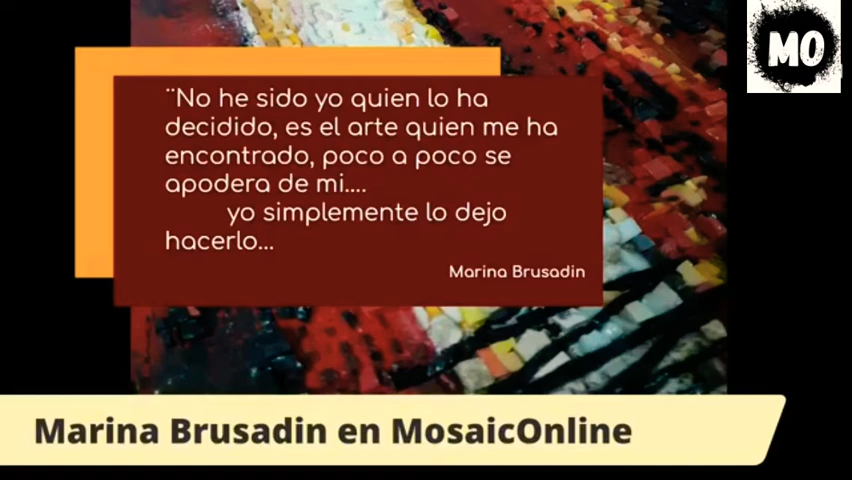 MO
¨No he sido yo quien lo ha
decidido, es el arte quien me ha
encontrado, poco a poco se
apodera de mi....
yo simplemente lo dejo
hacerlo...
Marina Brusadin
Marina Brusadin en MosaicOnline